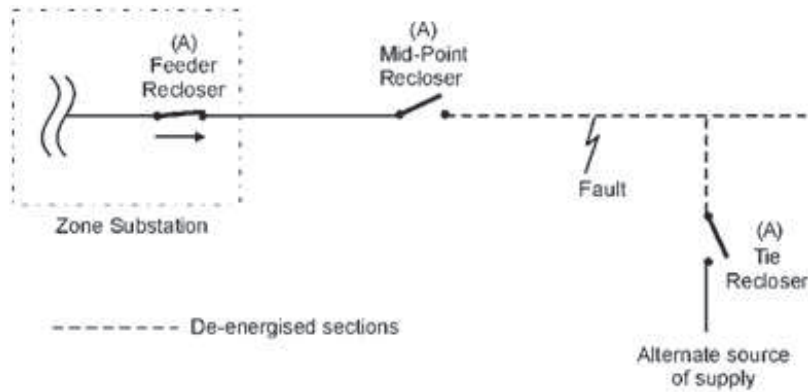 (A)
Feeder
Recloser
(A)
Mid-Point
Recloser
Fault
Zone Substation
(A)
Tie
Recloser
De-energised sections
Alternate source
of supply